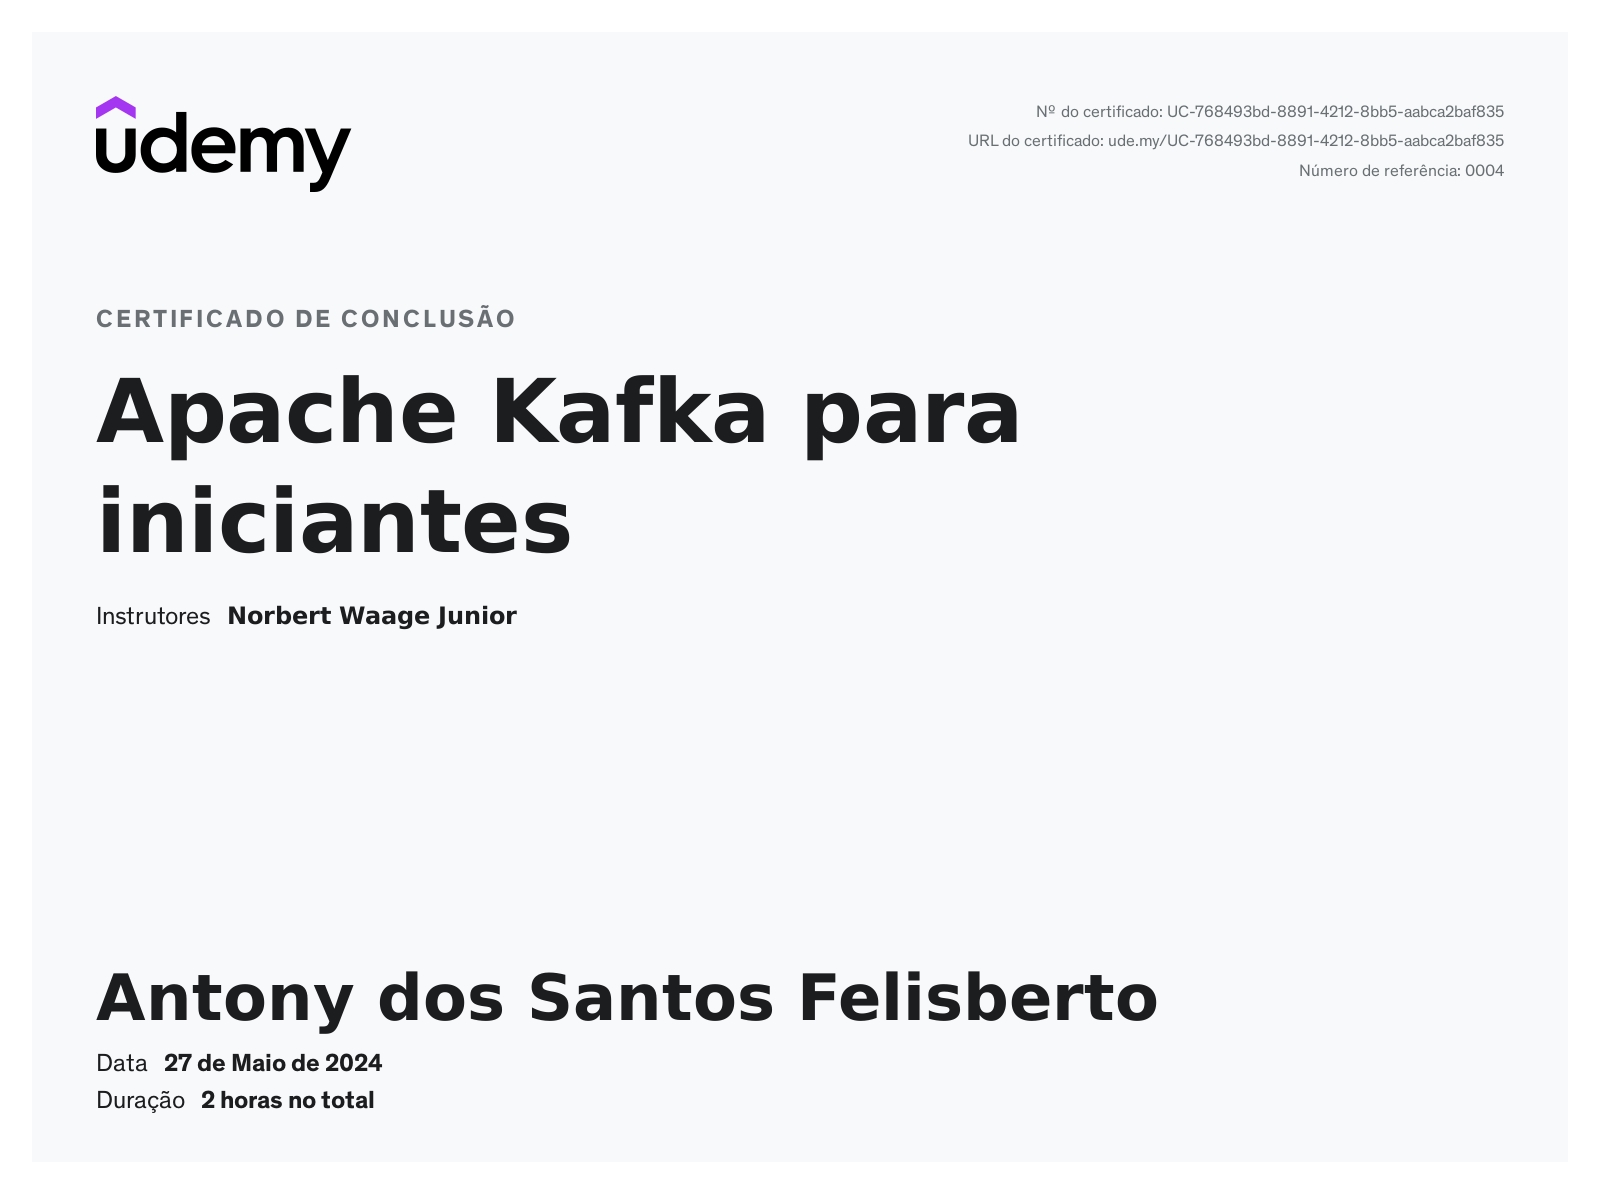 udemy
Nº do certificado: UC-768493bd-8891-4212-8bb5-aabca2baf835
URL do certificado: ude.my/UC-768493bd-8891-4212-8bb5-aabca2baf835
Número de referência: 0004
CERTIFICADO DE CONCLUSÃO
Apache Kafka para
iniciantes
Instrutores Norbert Waage Junior
Antony dos Santos Felisberto
Data 27 de Maio de 2024
Duração 2 horas no total